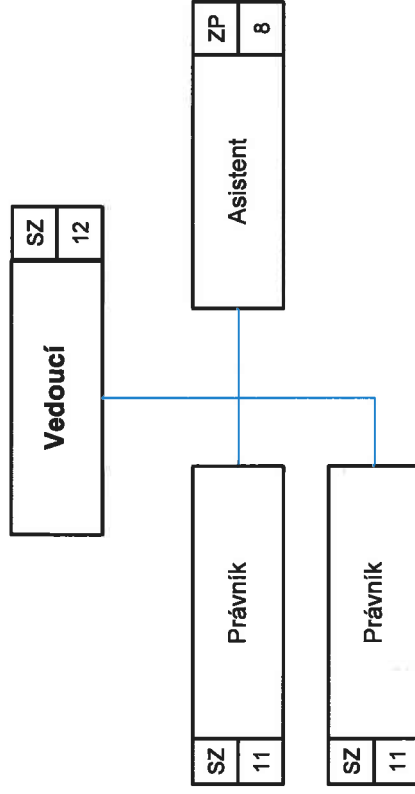 Vedoucí
SZ
12
SZ
11
Právník
Asistent
ZP
8
SZ
11
Právník